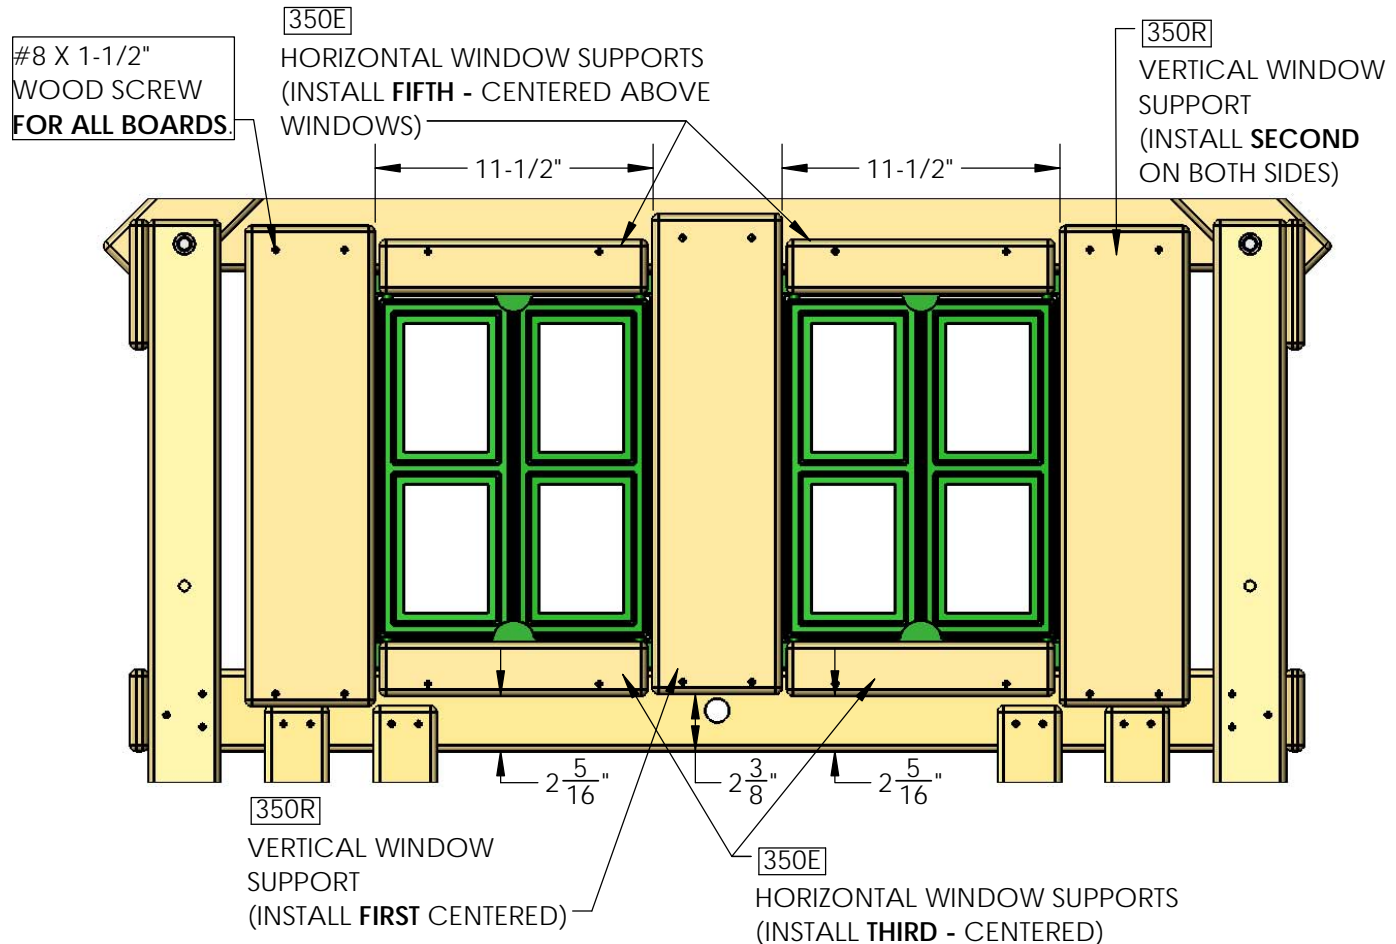 350E
HORIZONTAL WINDOW SUPPORTS
(INSTALL FIFTH - CENTERED ABOVE
WINDOWS)
#8 X 1-1/2"
WOOD SCREW
FOR ALL BOARDS.
350R
VERTICAL WINDOW
SUPPORT
(INSTALL SECOND
ON BOTH SIDES)
11-1/2"
11-1/2"
2 5/16"
2 3/8"
2 5/16"
350R
VERTICAL WINDOW
SUPPORT
(INSTALL FIRST CENTERED)
350E
HORIZONTAL WINDOW SUPPORTS
(INSTALL THIRD - CENTERED)